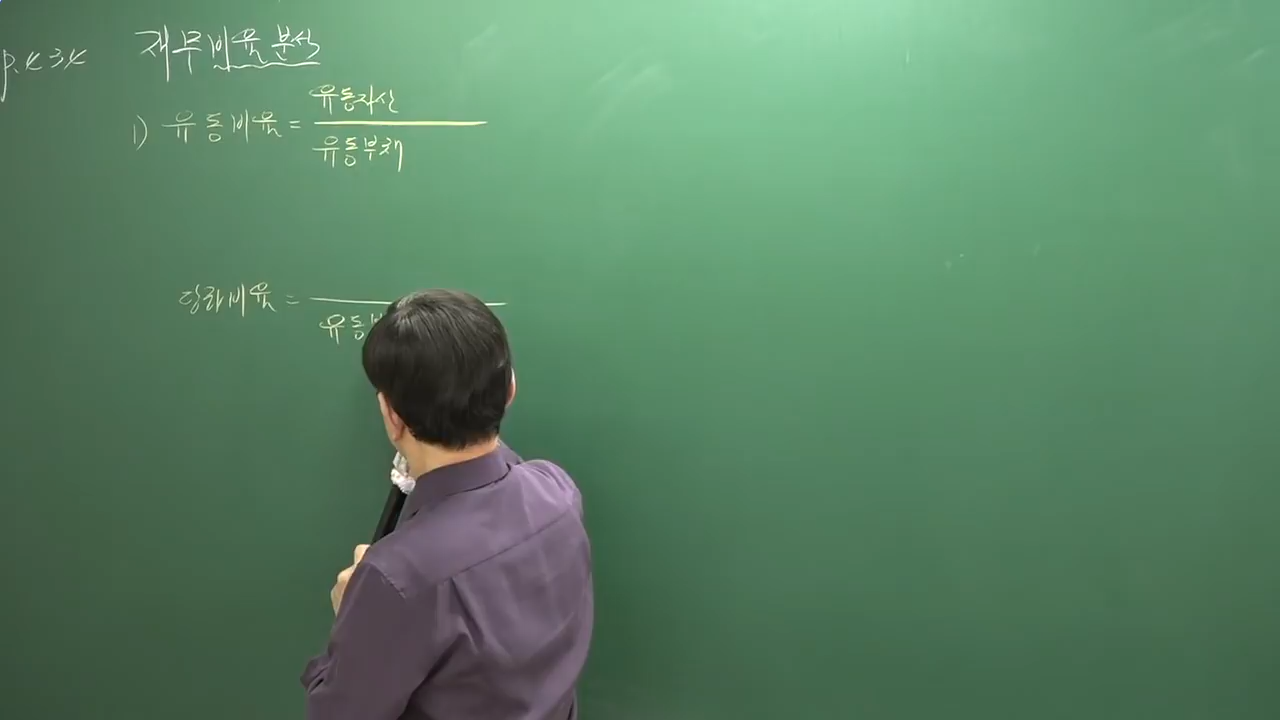 p.434
재무비율 분석
1) 유동비율 = 유동자산
유동부채
당좌비율 =
유동